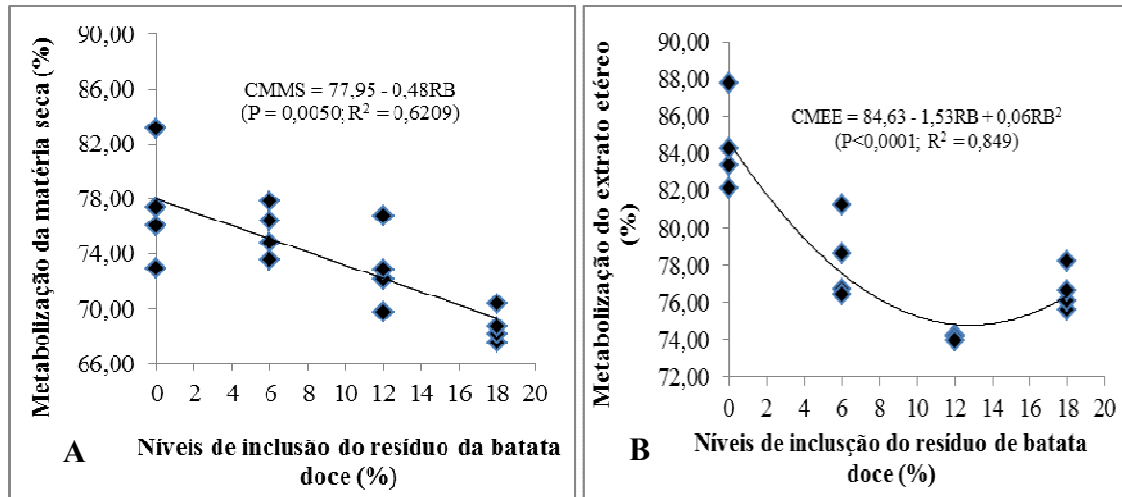 Metabolização da matéria seca (%)
90,00
86,00
82,00
78,00
74,00
70,00
66,00
CMMS = 77,95 - 0,48RB
(P = 0,0050; R² = 0,6209)
0 2 4 6 8 10 12 14 16 18 20
A
Níveis de inclusão do resíduo da batata
doce (%)
Metabolização do extrato etéreo
(%)
90,00
88,00
86,00
84,00
82,00
80,00
78,00
76,00
74,00
72,00
CMEE = 84,63 - 1,53RB + 0,06RB²
(P<0,0001; R² = 0,849)
0 2 4 6 8 10 12 14 16 18 20
B
Níveis de inclusção do resíduo de batata
doce (%)